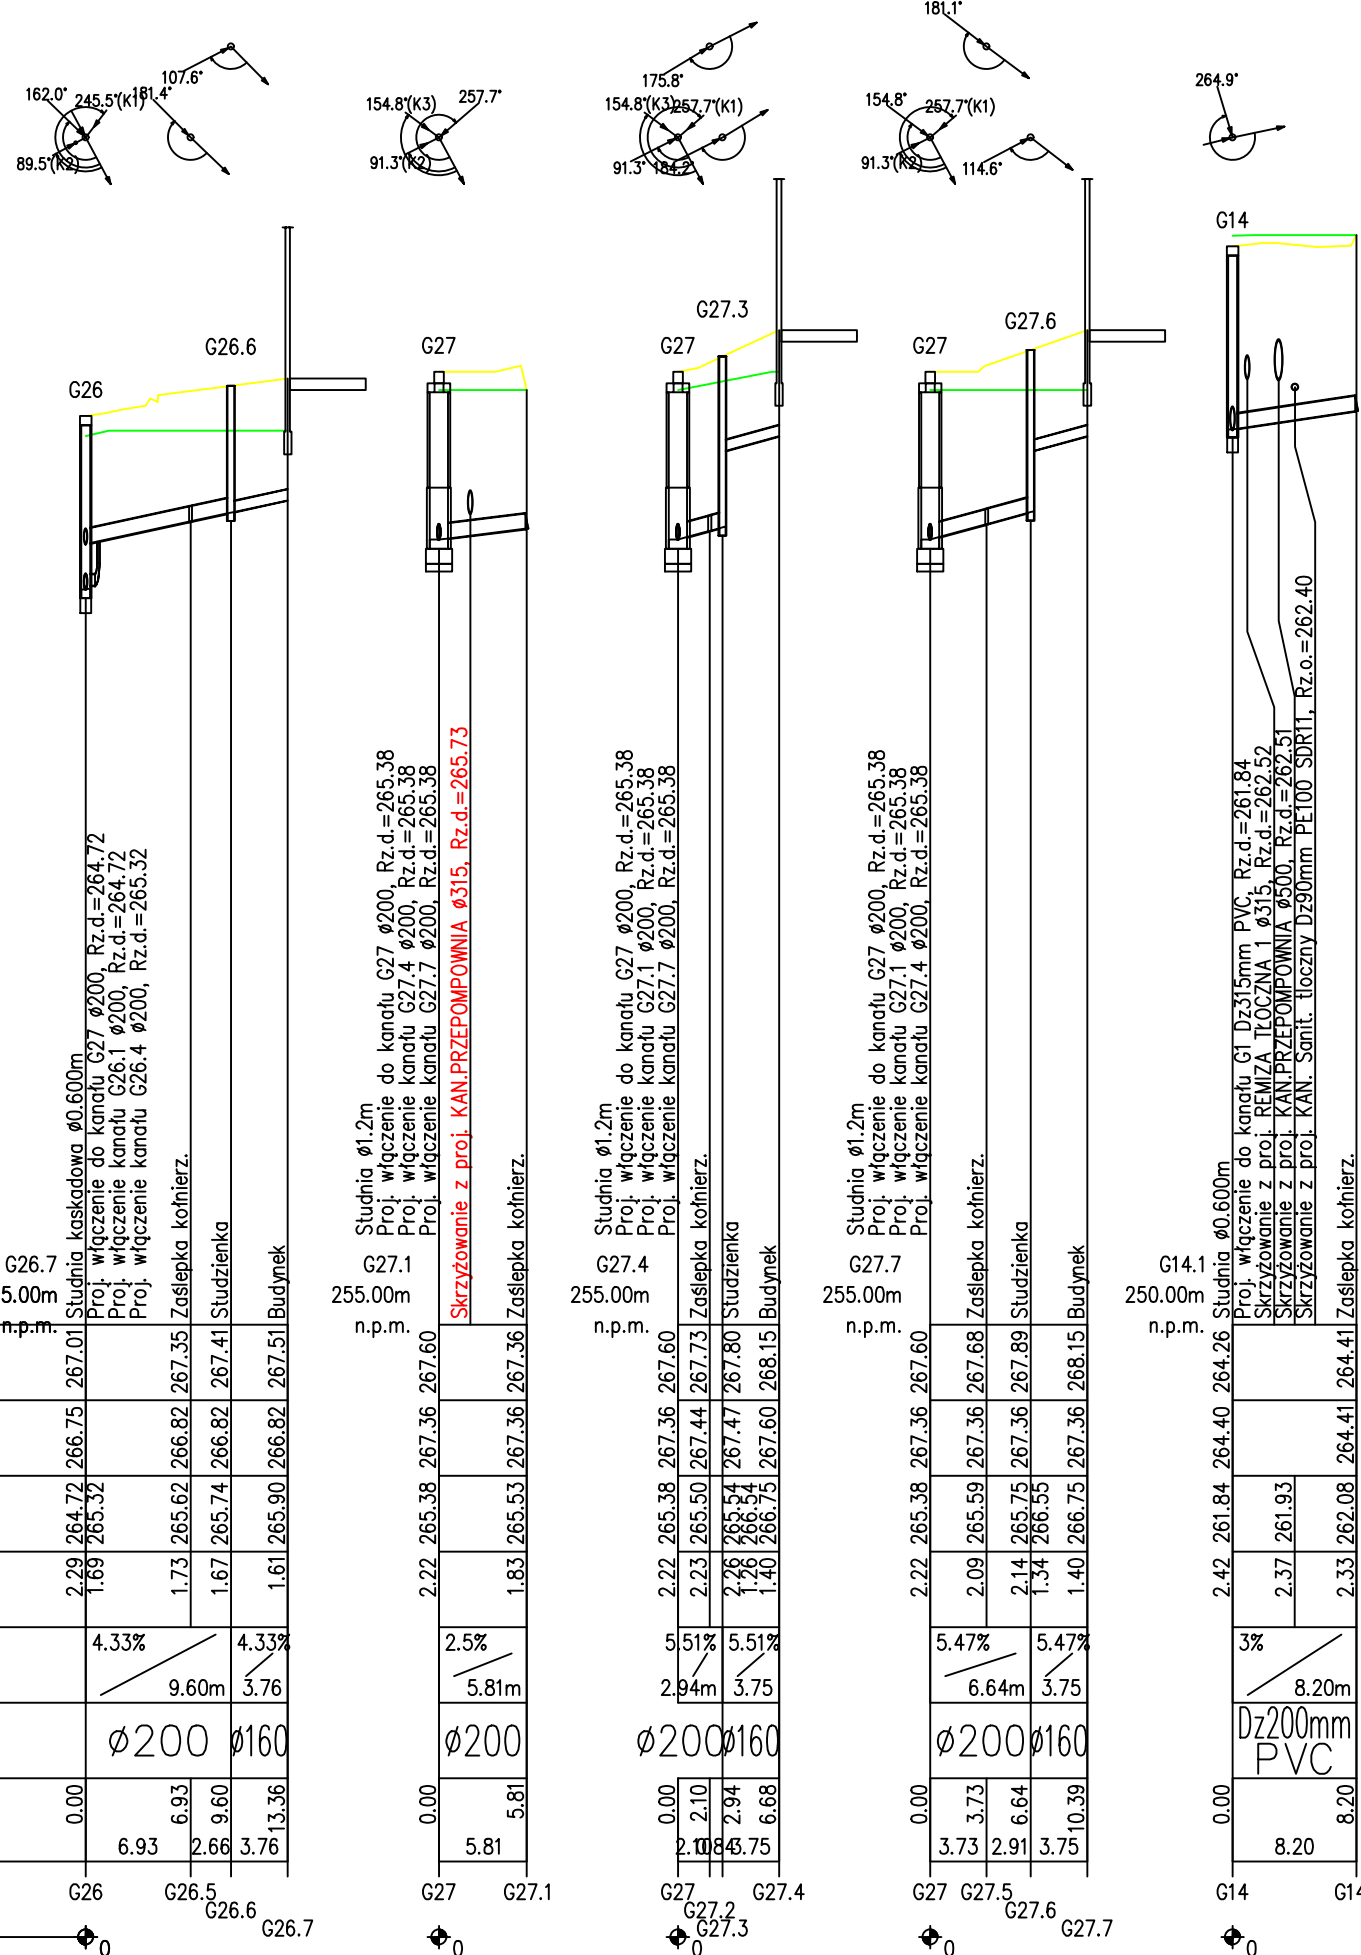 181.1°
107.6°
175.8°
162.0°
245.5°(K1)
181.4°
89.5°(K2)
154.8°(K3)
257.7°
91.3°(K2)
154.8°(K3)
257.7°(K1)
91.3°
184.2°
154.8°
257.7°(K1)
91.3°(K2)
114.6°
264.9°
G14
G27.3
G27.6
G26.6
G27
G27
G27
G26
G26.7
5.00m
n.p.m.
Studnia kaskadowa ø0.600m
Proj. włączenie do kanału G27 ø200, Rz.d.=264.72
Proj. włączenie kanału G26.1 ø200, Rz.d.=264.72
Proj. włączenie kanału G26.4 ø200, Rz.d.=265.32
Zaślepka kołnierz.
Studzienka
Budynek
267.01 267.35 267.41 267.51
266.75 266.82 266.82 266.82
264.72 265.32 265.62 265.74 265.90
2.29 1.69 1.73 1.67 1.61
4.33% 9.60m
4.33% 3.76
ø200 ø160
0.00 6.93 9.60 13.36
6.93 2.66 3.76
G26 G26.5
G26.6
G26.7
0
G27.1
255.00m
n.p.m.
Studnia ø1.2m
Proj. włączenie do kanału G27 ø200, Rz.d.=265.38
Proj. włączenie kanału G27.4 ø200, Rz.d.=265.38
Proj. włączenie kanału G27.7 ø200, Rz.d.=265.38
Skrzyżowanie z proj. KAN.PRZEPOMPOWNIA ø315, Rz.d.=265.73
Zaślepka kołnierz.
267.60 267.36
267.36 267.36
265.38 265.53
2.22 1.83
2.5% 5.81m
ø200
0.00 5.81
5.81
G27 G27.1
0
G27.4
255.00m
n.p.m.
Studnia ø1.2m
Proj. włączenie do kanału G27 ø200, Rz.d.=265.38
Proj. włączenie kanału G27.1 ø200, Rz.d.=265.38
Proj. włączenie kanału G27.7 ø200, Rz.d.=265.38
Zaślepka kołnierz.
Studzienka
Budynek
267.60 267.73 267.80 268.15
267.36 267.44 267.47 267.60
265.38 265.50 265.54 266.54 266.75
2.22 2.23 2.26 1.26 1.40
5.51% 2.94m
5.51% 3.75
ø200 ø160
0.00 2.10 2.94 6.68
2.10 0.84 3.75
G27 G27.4
G27.2
G27.3
0
G27.7
255.00m
n.p.m.
Studnia ø1.2m
Proj. włączenie do kanału G27 ø200, Rz.d.=265.38
Proj. włączenie kanału G27.1 ø200, Rz.d.=265.38
Proj. włączenie kanału G27.4 ø200, Rz.d.=265.38
Zaślepka kołnierz.
Studzienka
Budynek
267.60 267.68 267.89 268.15
267.36 267.36 267.36 267.36
265.38 265.59 265.75 266.55 266.75
2.22 2.09 2.14 1.34 1.40
5.47% 6.64m
5.47% 3.75
ø200 ø160
0.00 3.73 6.64 10.39
3.73 2.91 3.75
G27 G27.5
G27.6
G27.7
0
G14.1
250.00m
n.p.m.
Studnia ø0.600m
Proj. włączenie do kanału G1 Dz315mm PVC, Rz.d.=261.84
Skrzyżowanie z proj. REMIZA TŁOCZNA 1 ø315, Rz.d.=262.52
Skrzyżowanie z proj. KAN.PRZEPOMPOWNIA ø500, Rz.d.=262.51
Skrzyżowanie z proj. KAN. Sanit. tloczny Dz90mm PE100 SDR11, Rz.o.=262.40
Zaślepka kołnierz.
264.26 264.41
264.40 264.41
261.84 261.93 262.08
2.42 2.37 2.33
3% 8.20m
Dz200mm
PVC
0.00 8.20
8.20
G14 G14
0